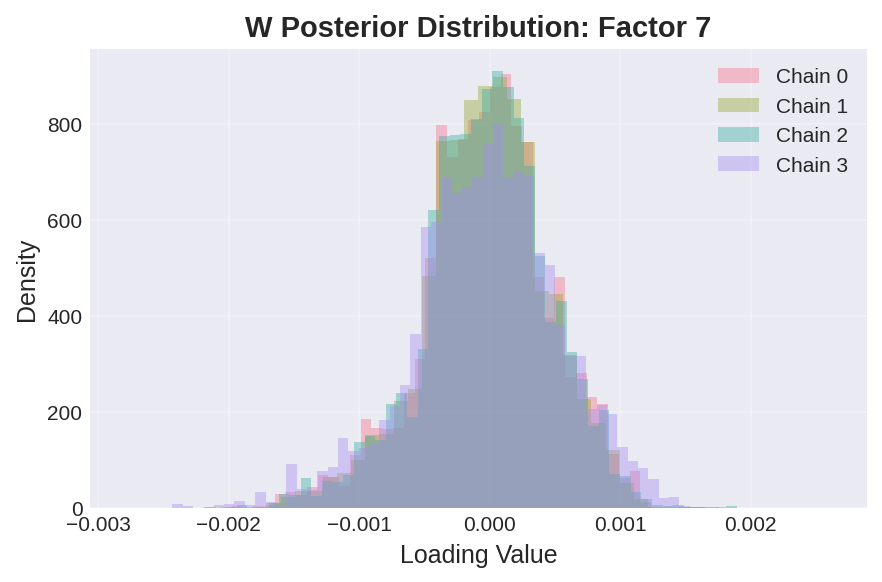 W Posterior Distribution: Factor 7
Chain 0
Chain 1
Chain 2
Chain 3
Density
800
600
400
200
0
−0.003 −0.002 −0.001 0.000 0.001 0.002
Loading Value